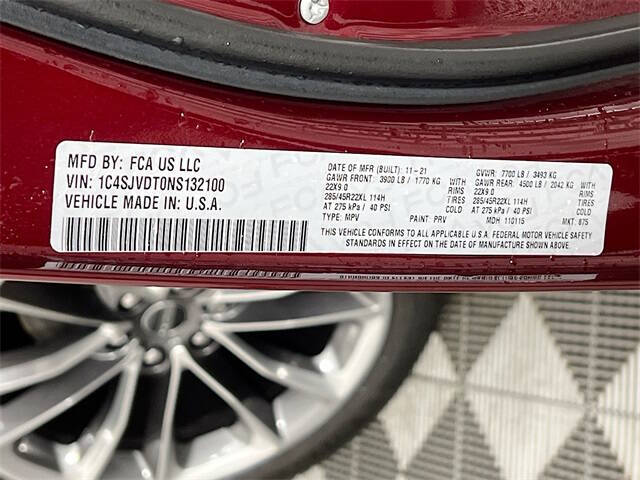 MFD BY: FCA US LLC
VIN: 1C4SJVDT0NS132100
VEHICLE MADE IN: U.S.A.
DATE OF MFR (BUILT): 11-21 GVWR: 7700 LB / 3493 KG
GAWR FRONT: 3900 LB / 1770 KG WITH GAWR REAR: 4500 LB / 2042 KG WITH
22X9.0 RIMS 22X9.0 RIMS
285/45R22XL 114H TIRES 285/45R22XL 114H TIRES
AT 275 kPa / 40 PSI COLD AT 275 kPa / 40 PSI COLD
TYPE: MPV PAINT: PRV MDH 110115 MKT: 875
THIS VEHICLE CONFORMS TO ALL APPLICABLE U.S.A. FEDERAL MOTOR VEHICLE SAFETY
STANDARDS IN EFFECT ON THE DATE OF MANUFACTURE SHOWN ABOVE